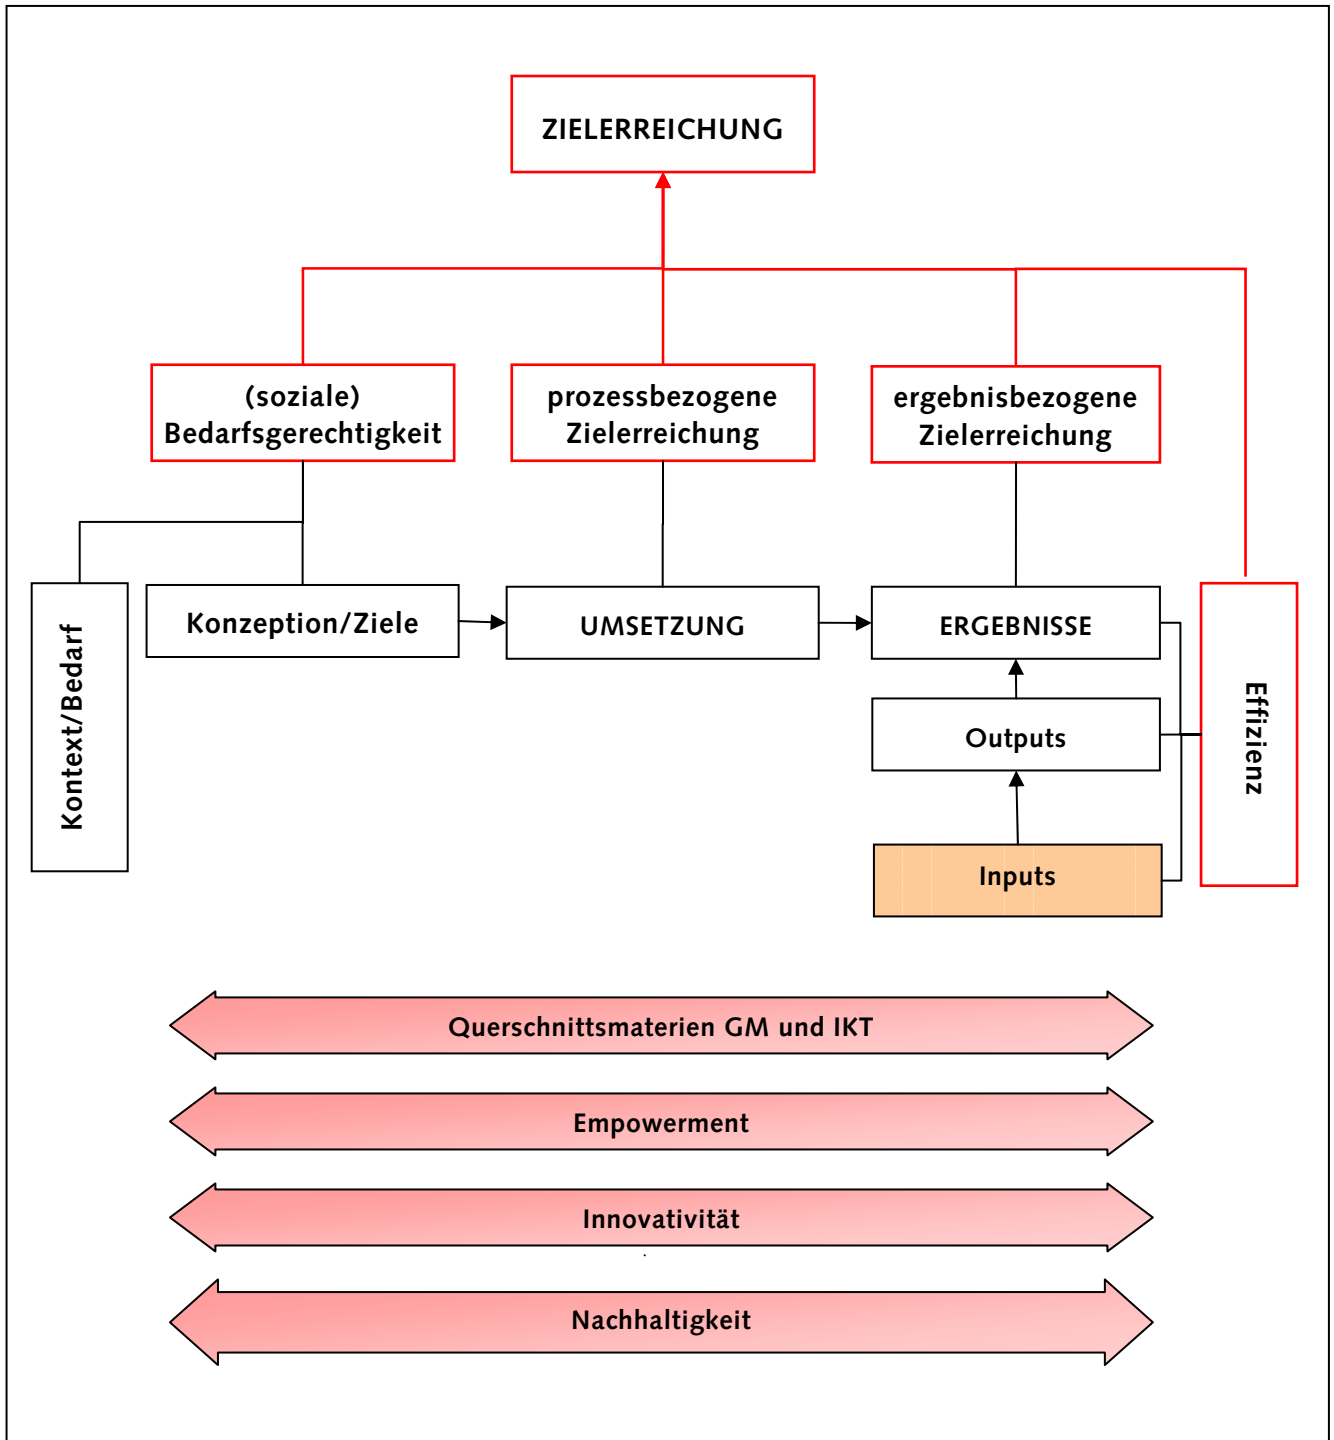 ZIELERREICHUNG
(soziale)
Bedarfsgerechtigkeit
prozessbezogene
Zielerreichung
ergebnisbezogene
Zielerreichung
Kontext/Bedarf
Konzeption/Ziele
UMSETZUNG
ERGEBNISSE
Outputs
Inputs
Effizienz
Querschnittsmaterien GM und IKT
Empowerment
Innovativität
Nachhaltigkeit